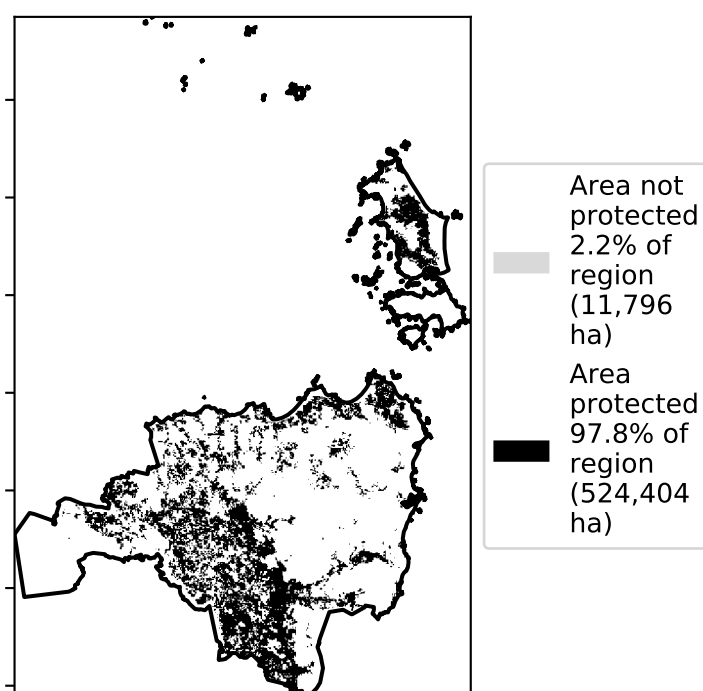 Area not
protected
2.2% of
region
(11,796
ha)
Area
protected
97.8% of
region
(524,404
ha)